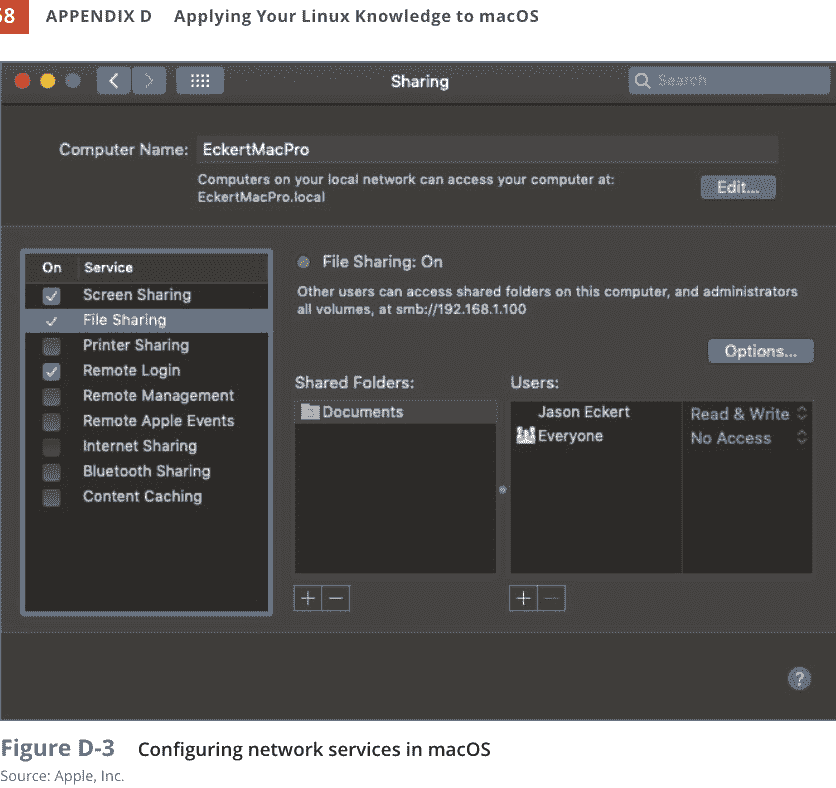 58 APPENDIX D Applying Your Linux Knowledge to macOS
Sharing
Search
Computer Name: EckertMacPro
Computers on your local network can access your computer at:
EckertMacPro.local
Edit...
On Service
Screen Sharing
File Sharing
Printer Sharing
Remote Login
Remote Management
Remote Apple Events
Internet Sharing
Bluetooth Sharing
Content Caching
File Sharing: On
Other users can access shared folders on this computer, and administrators
all volumes, at smb://192.168.1.100
Options...
Shared Folders:
Documents
Users:
Jason Eckert Read & Write
Everyone No Access
Figure D-3 Configuring network services in macOS
Source: Apple, Inc.